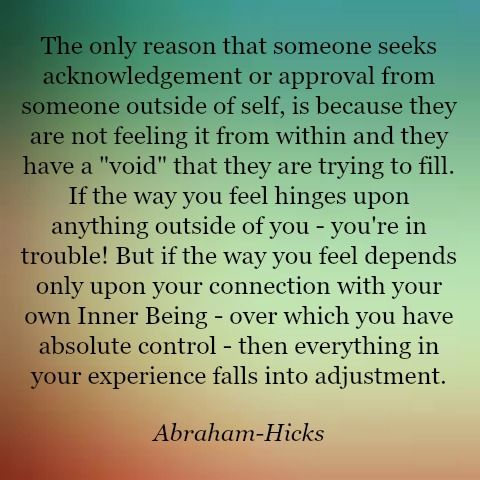 The only reason that someone seeks
acknowledgement or approval from
someone outside of self, is because they
are not feeling it from within and they
have a "void" that they are trying to fill.
If the way you feel hinges upon
anything outside of you - you're in
trouble! But if the way you feel depends
only upon your connection with your
own Inner Being - over which you have
absolute control - then everything in
your experience falls into adjustment.
Abraham-Hicks